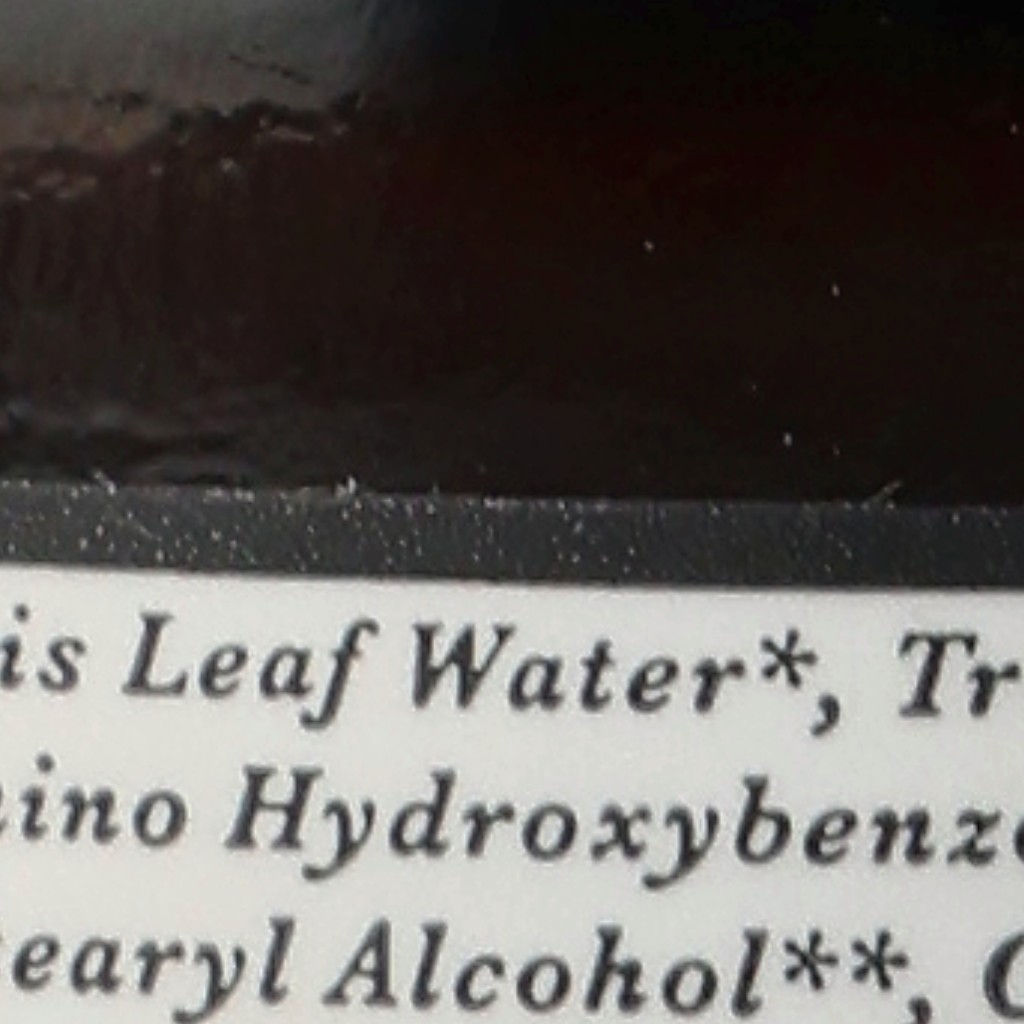 is Leaf Water*, Tr
ino Hydroxybenz
earyl Alcohol**,